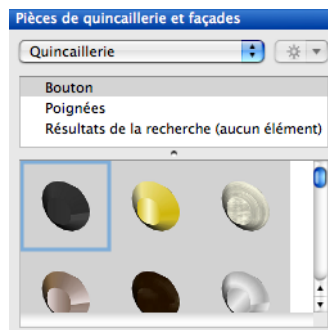 Pièces de quincaillerie et façades
Quincaillerie
Bouton
Poignées
Résultats de la recherche (aucun élément)